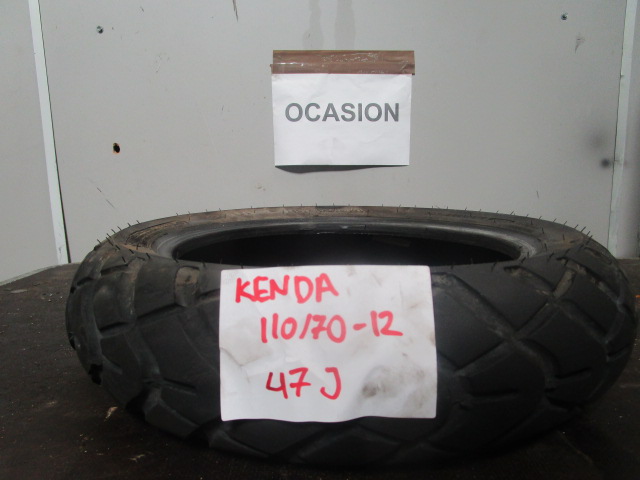 OCASION
KENDA
110/70-12
47J